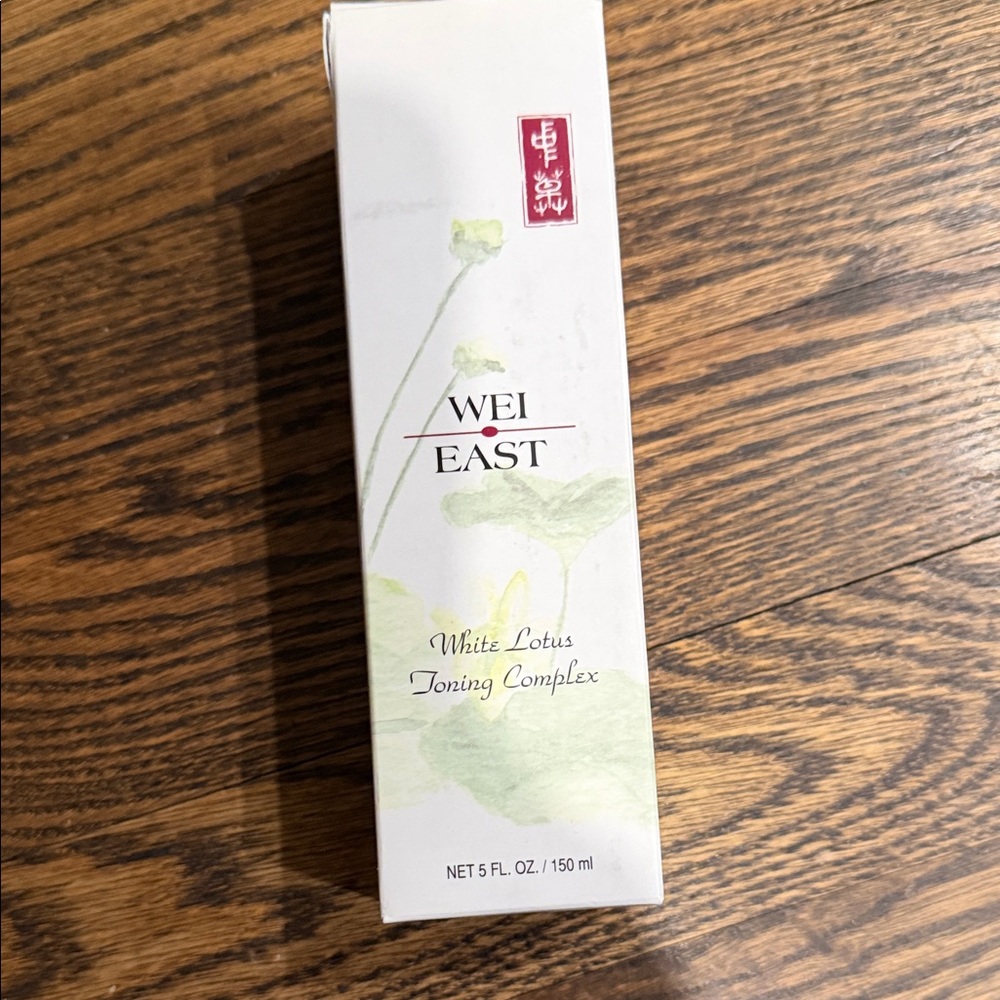 WEI
EAST
White Lotus
Toning Complex
NET 5 FL. OZ. / 150 ml